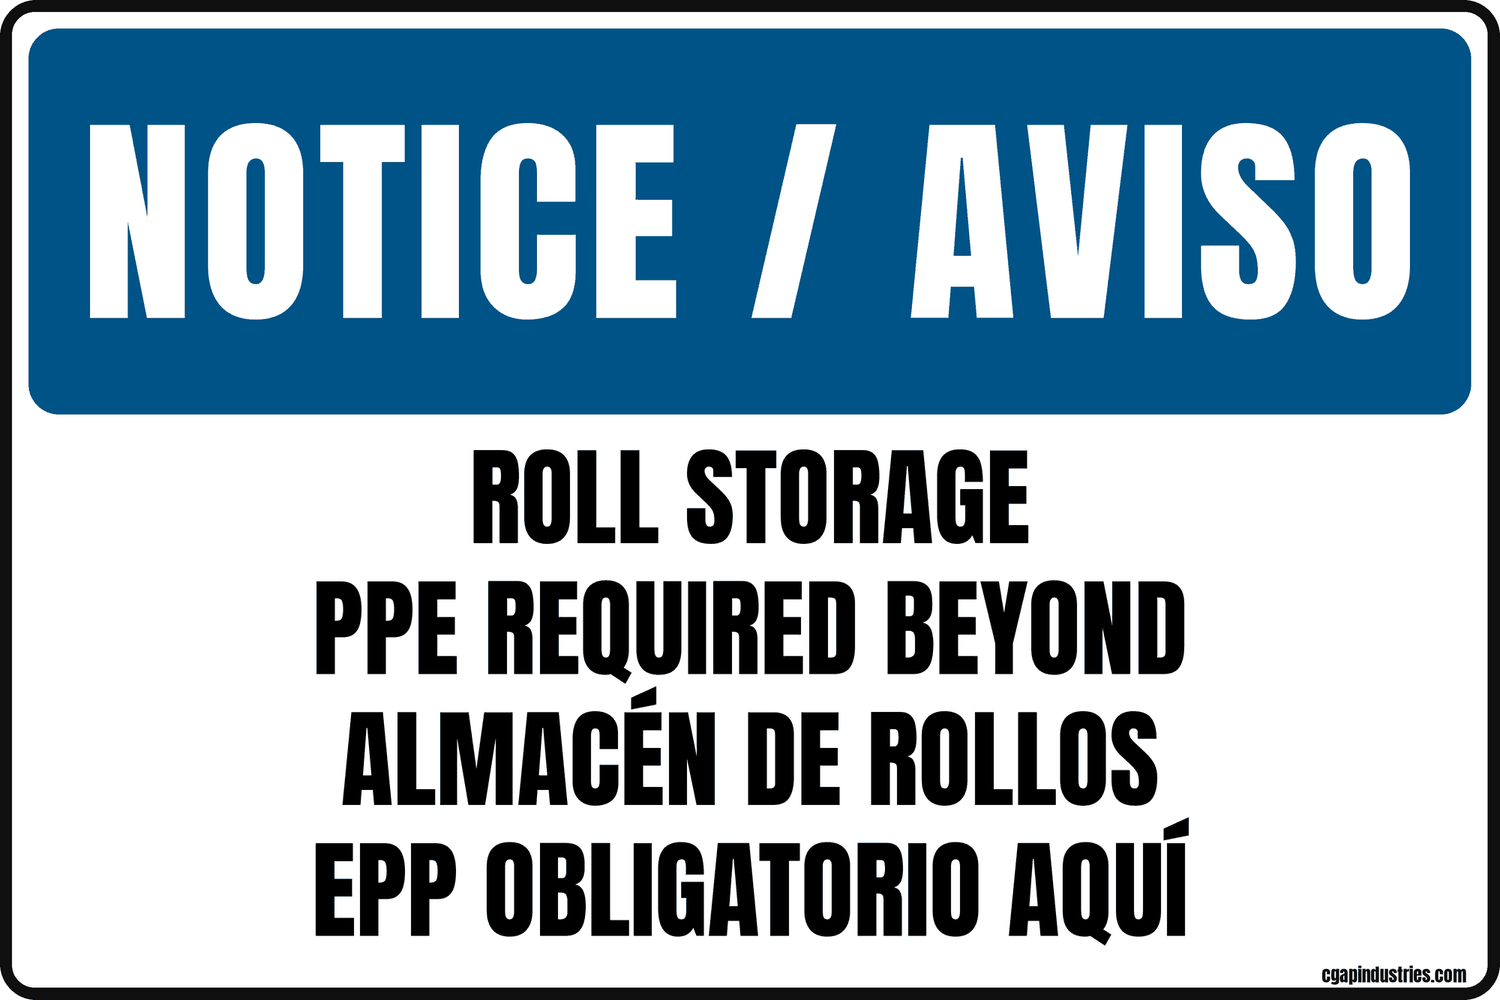 NOTICE / AVISO
ROLL STORAGE
PPE REQUIRED BEYOND
ALMACÉN DE ROLLOS
EPP OBLIGATORIO AQUÍ
cgapindustries.com